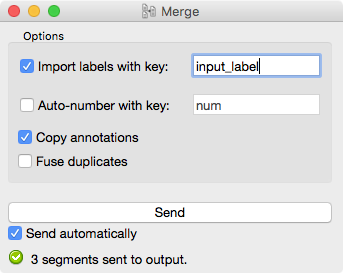 Merge
Options
Import labels with key: input_label
Auto-number with key: num
Copy annotations
Fuse duplicates
Send
Send automatically
3 segments sent to output.